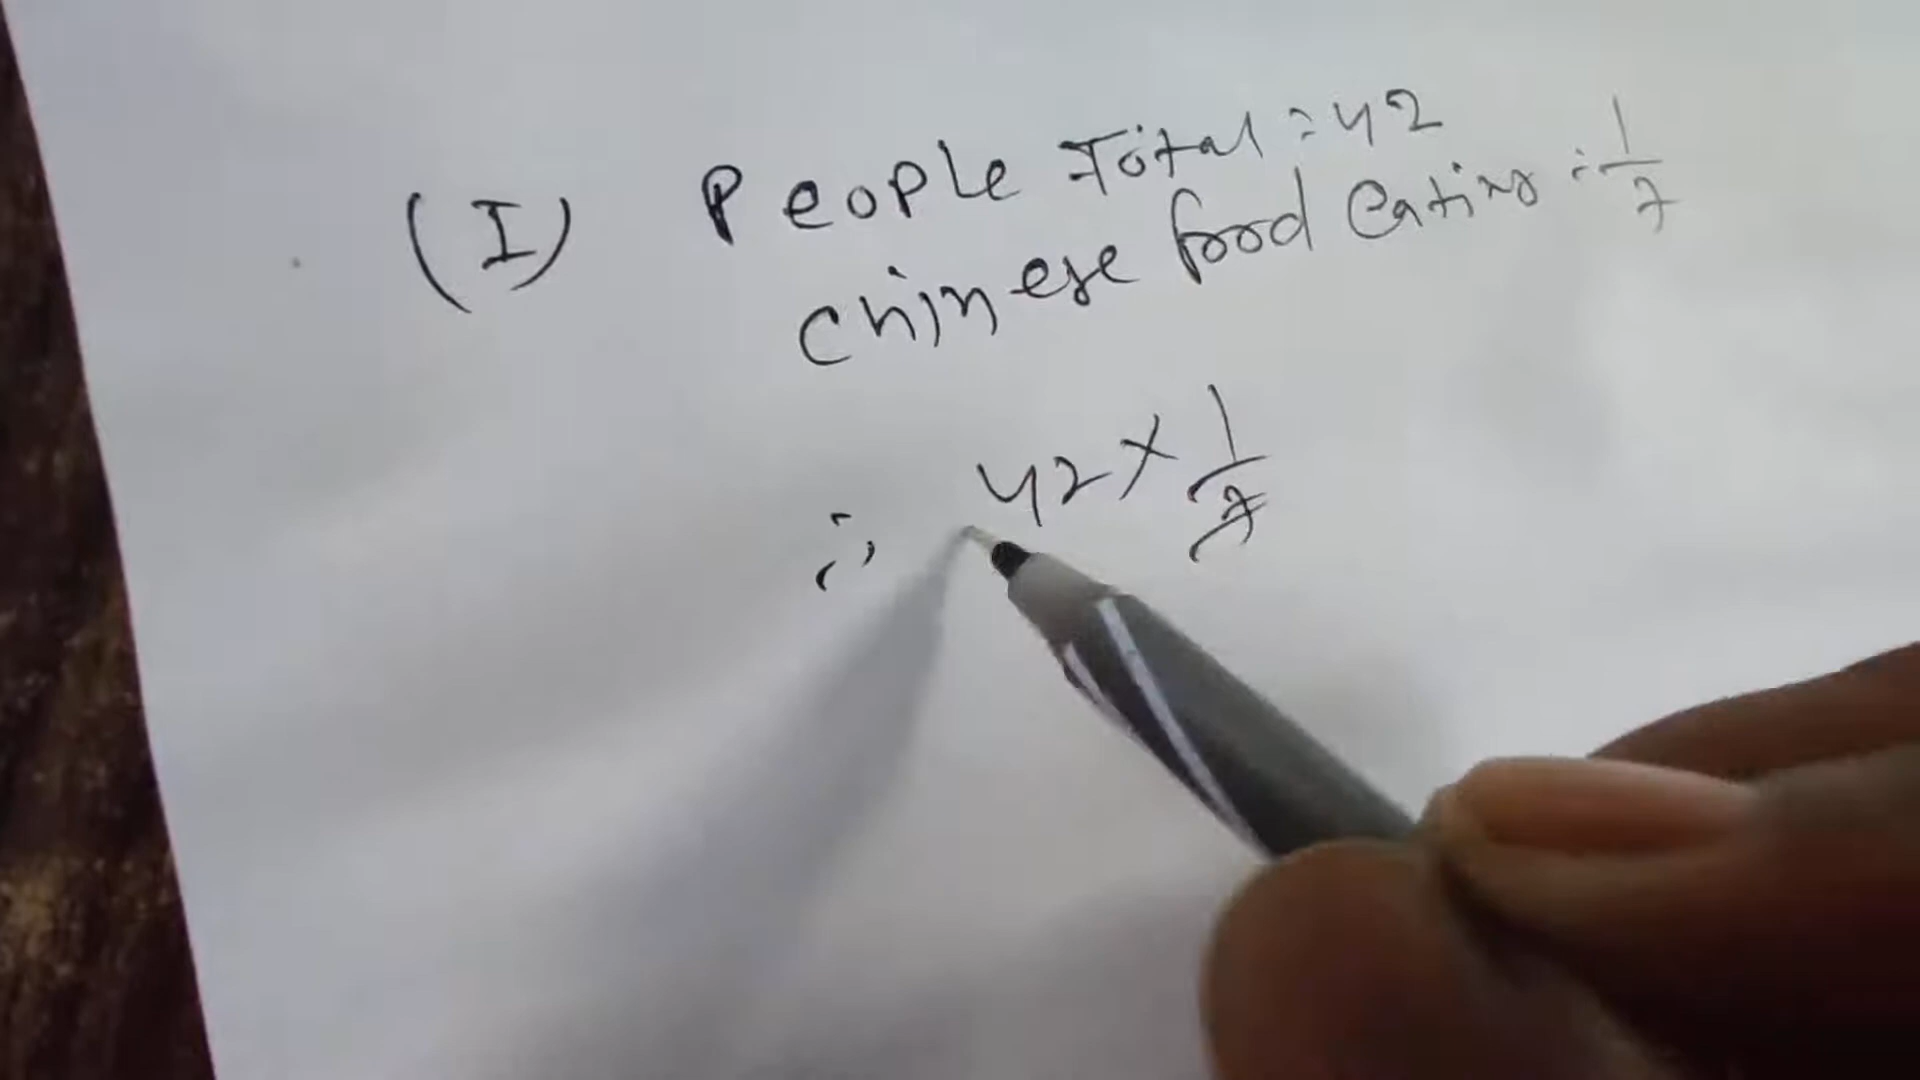 (I) People Total = 42
Chinese food eating = 1/7
∴ 42 × 1/7